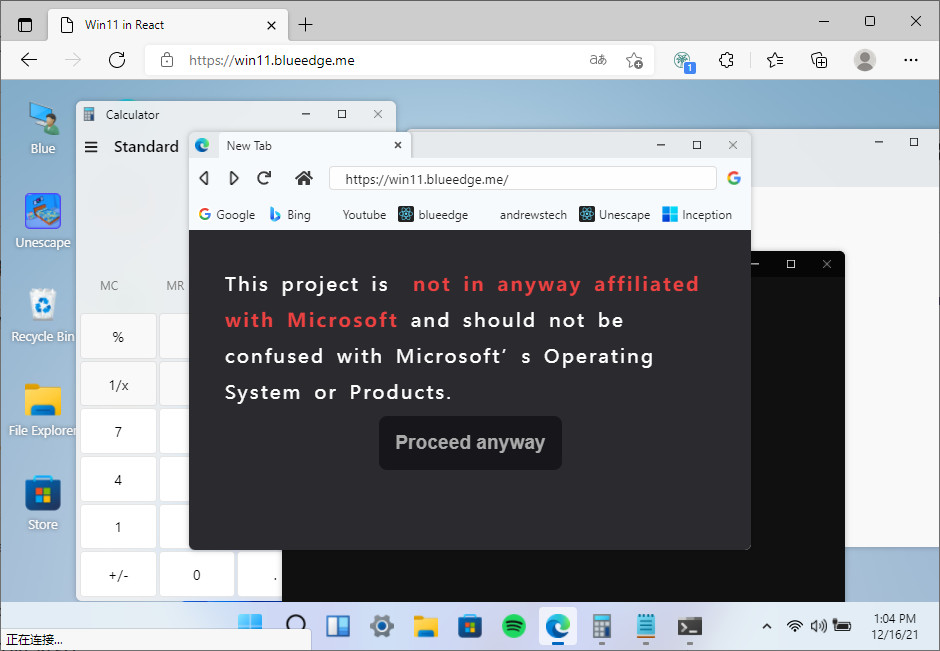 Win11 in React
https://win11.blueedge.me
aあ
1
Blue
Unescape
Recycle Bin
File Explorer
Store
Calculator
Standard
MC
MR
%
1/x
7
4
1
+/-
0
.
New Tab
https://win11.blueedge.me/
Google
Bing
Youtube
blueedge
andrewstech
Unescape
Inception
This project is not in anyway affiliated
with Microsoft and should not be
confused with Microsoft’s Operating
System or Products.
Proceed anyway
正在连接...
1:04 PM
12/16/21